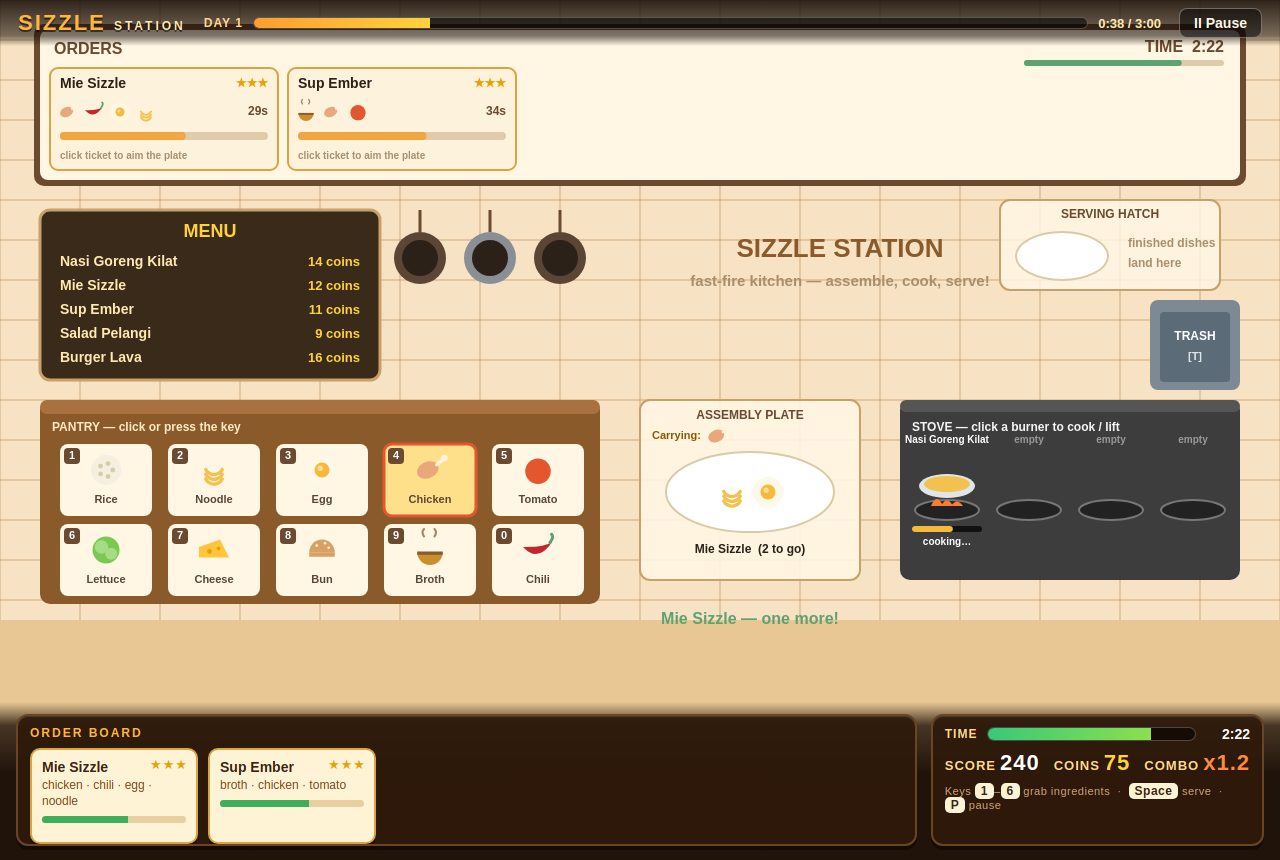 SIZZLE STATION DAY 1 0:38 / 3:00 II Pause
ORDERS TIME 2:22
Mie Sizzle ★★★
29s
click ticket to aim the plate
Sup Ember ★★★
34s
click ticket to aim the plate
MENU
Nasi Goreng Kilat 14 coins
Mie Sizzle 12 coins
Sup Ember 11 coins
Salad Pelangi 9 coins
Burger Lava 16 coins
SIZZLE STATION
fast-fire kitchen — assemble, cook, serve!
SERVING HATCH
finished dishes
land here
TRASH
[T]
PANTRY — click or press the key
1 Rice
2 Noodle
3 Egg
4 Chicken
5 Tomato
6 Lettuce
7 Cheese
8 Bun
9 Broth
0 Chili
ASSEMBLY PLATE
Carrying:
Mie Sizzle (2 to go)
Mie Sizzle — one more!
STOVE — click a burner to cook / lift
Nasi Goreng Kilat empty empty empty
cooking…
ORDER BOARD
Mie Sizzle ★★★
chicken · chili · egg ·
noodle
Sup Ember ★★★
broth · chicken · tomato
TIME 2:22
SCORE 240 COINS 75 COMBO x1.2
Keys 1–6 grab ingredients · Space serve ·
P pause